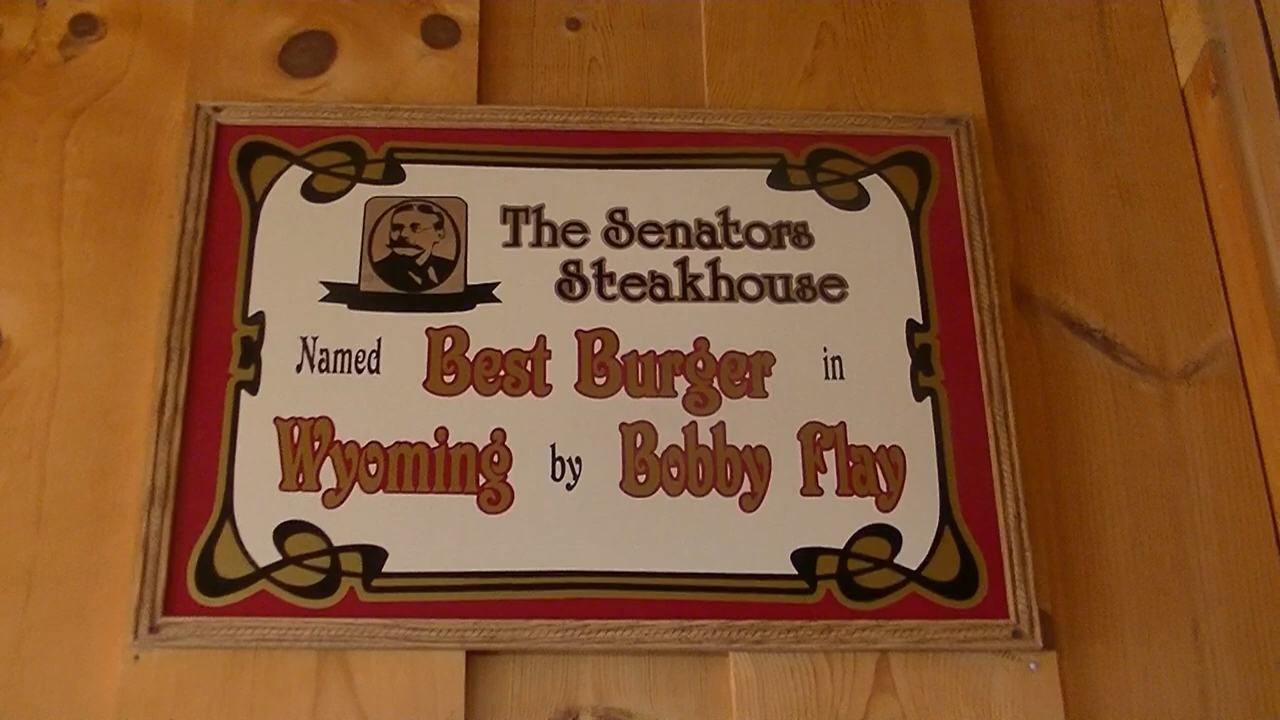 The Senators
Steakhouse
Named Best Burger in
Wyoming by Bobby Flay